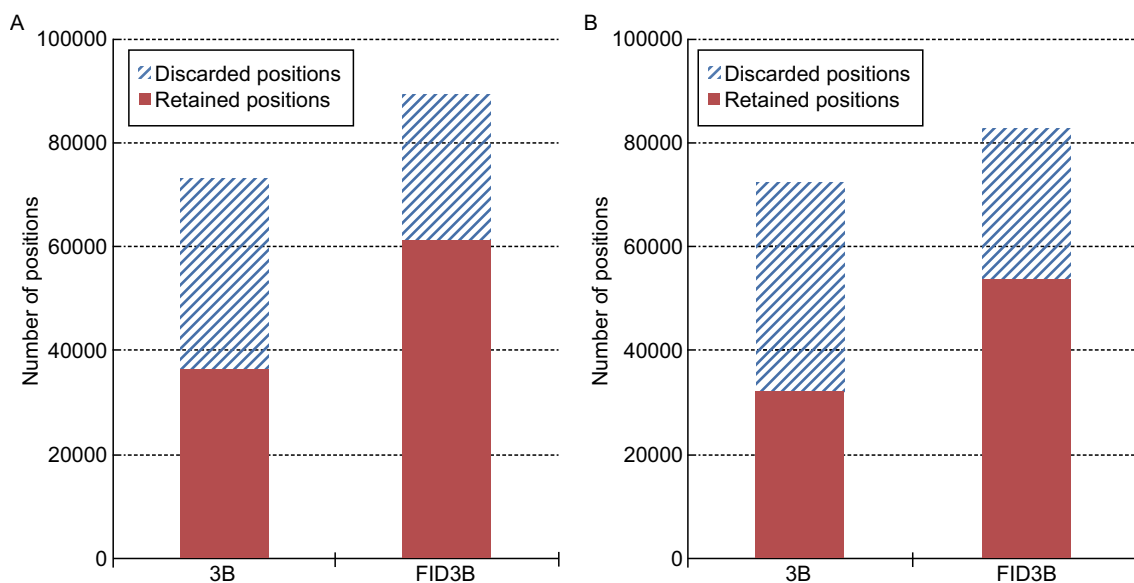 A
Number of positions
100000
80000
60000
40000
20000
0
Discarded positions
Retained positions
3B
FID3B
B
Number of positions
100000
80000
60000
40000
20000
0
Discarded positions
Retained positions
3B
FID3B